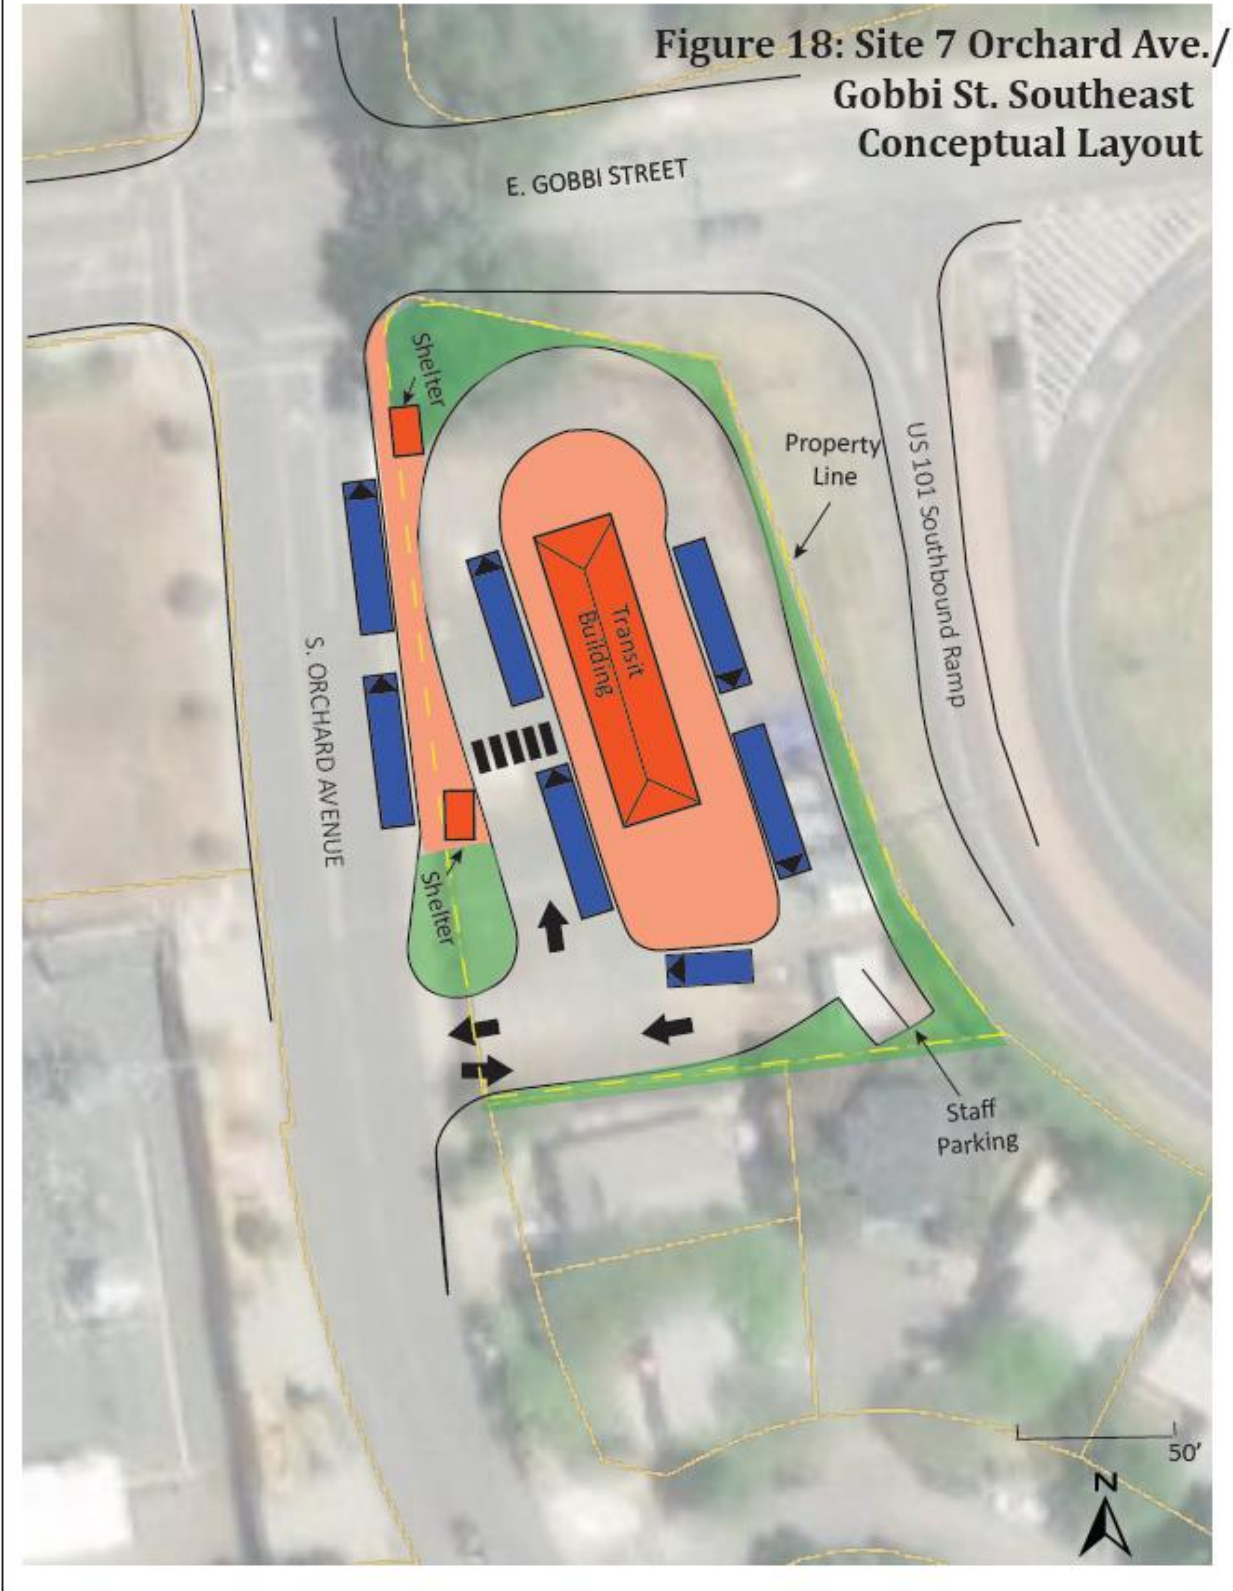 Figure 18: Site 7 Orchard Ave./
Gobbi St. Southeast
Conceptual Layout
E. GOBBI STREET
Shelter
Property
Line
US 101 Southbound Ramp
Transit
Building
S. ORCHARD AVENUE
Shelter
Staff
Parking
50'
N